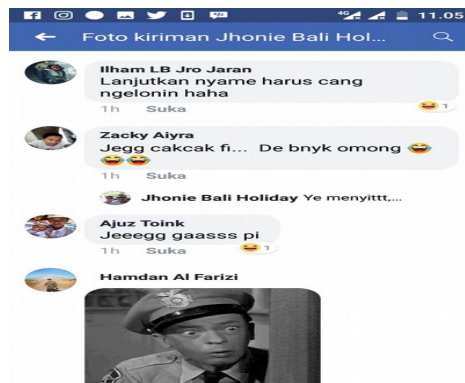 4G 11.05
Foto kiriman Jhonie Bali Hol...
Ilham LB Jro Jaran
Lanjutkan nyame harus cang
ngelonin haha
1h Suka
1
Zacky Aiyra
Jegg cakcak fi... De bnyk omong 😂
😂😂
1h Suka
Jhonie Bali Holiday Ye menyittt,...
Ajuz Toink
Jeeegg gaasss pi
1h Suka
1
Hamdan Al Farizi